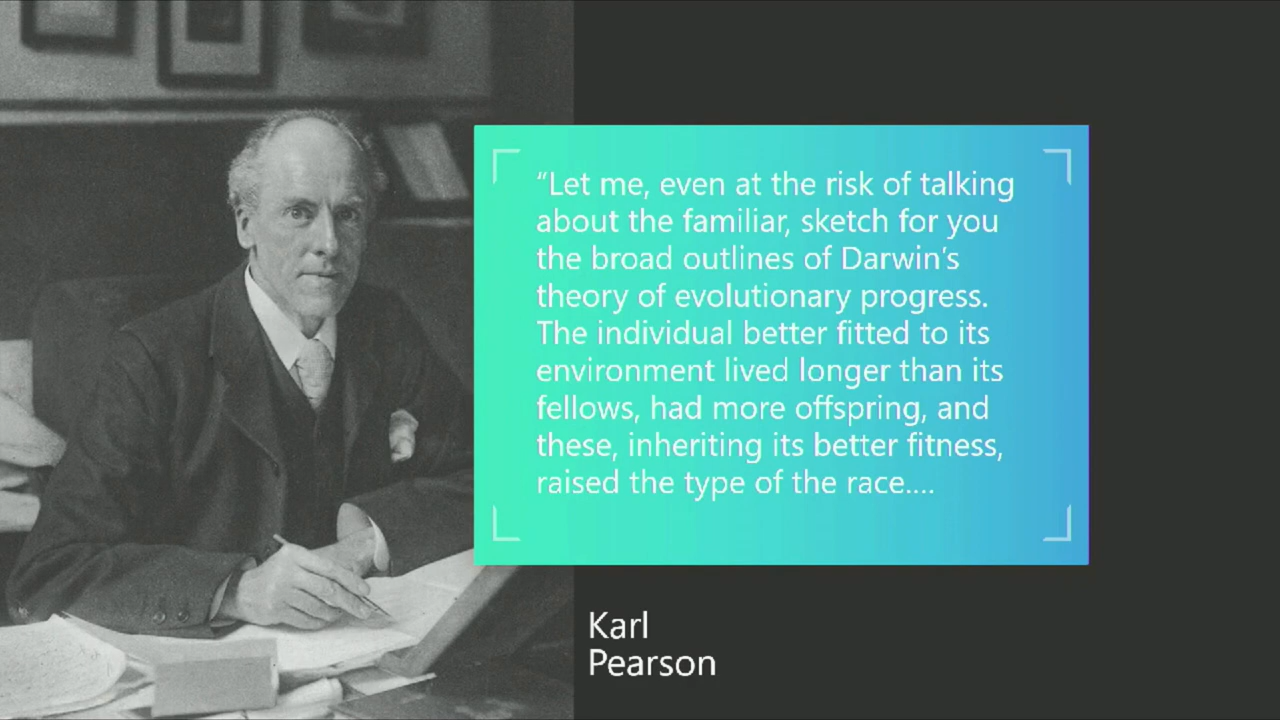 “Let me, even at the risk of talking
about the familiar, sketch for you
the broad outlines of Darwin’s
theory of evolutionary progress.
The individual better fitted to its
environment lived longer than its
fellows, had more offspring, and
these, inheriting its better fitness,
raised the type of the race....
Karl
Pearson